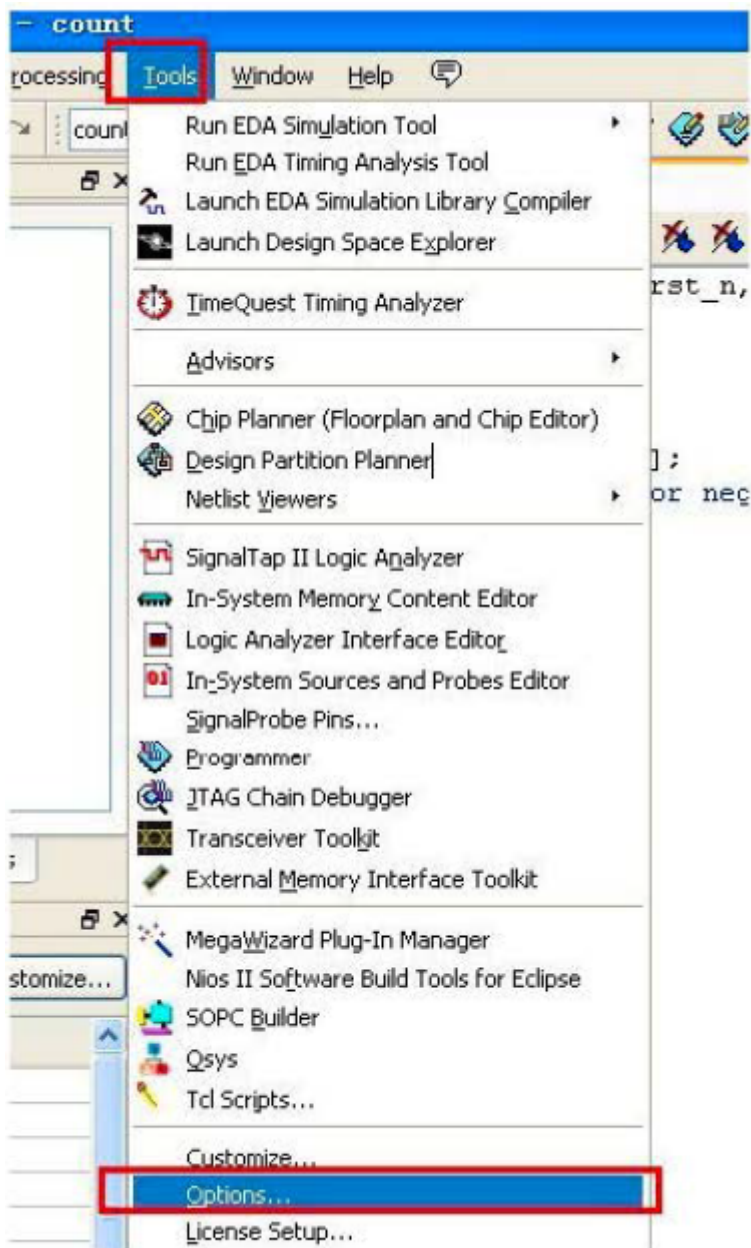 - count
rocessing Tools Window Help
count
Run EDA Simulation Tool
Run EDA Timing Analysis Tool
Launch EDA Simulation Library Compiler
Launch Design Space Explorer
rst_n,
TimeQuest Timing Analyzer
Advisors
Chip Planner (Floorplan and Chip Editor)
Design Partition Planner
];
Netlist Viewers
or neg
SignalTap II Logic Analyzer
In-System Memory Content Editor
Logic Analyzer Interface Editor
In-System Sources and Probes Editor
SignalProbe Pins...
Programmer
JTAG Chain Debugger
Transceiver Toolkit
External Memory Interface Toolkit
MegaWizard Plug-In Manager
stomize...
Nios II Software Build Tools for Eclipse
SOPC Builder
Qsys
Tcl Scripts...
Customize...
Options...
License Setup...